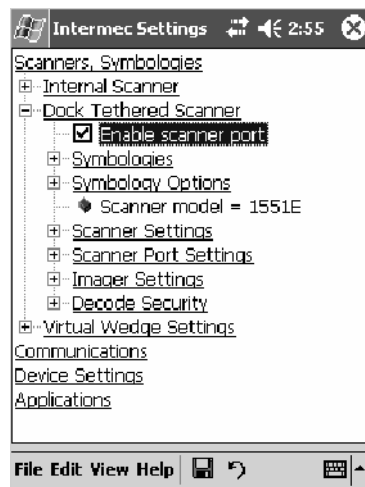 Intermec Settings 2:55
Scanners, Symbologies
Internal Scanner
Dock Tethered Scanner
Enable scanner port
Symbologies
Symbology Options
Scanner model = 1551E
Scanner Settings
Scanner Port Settings
Imager Settings
Decode Security
Virtual Wedge Settings
Communications
Device Settings
Applications
File Edit View Help